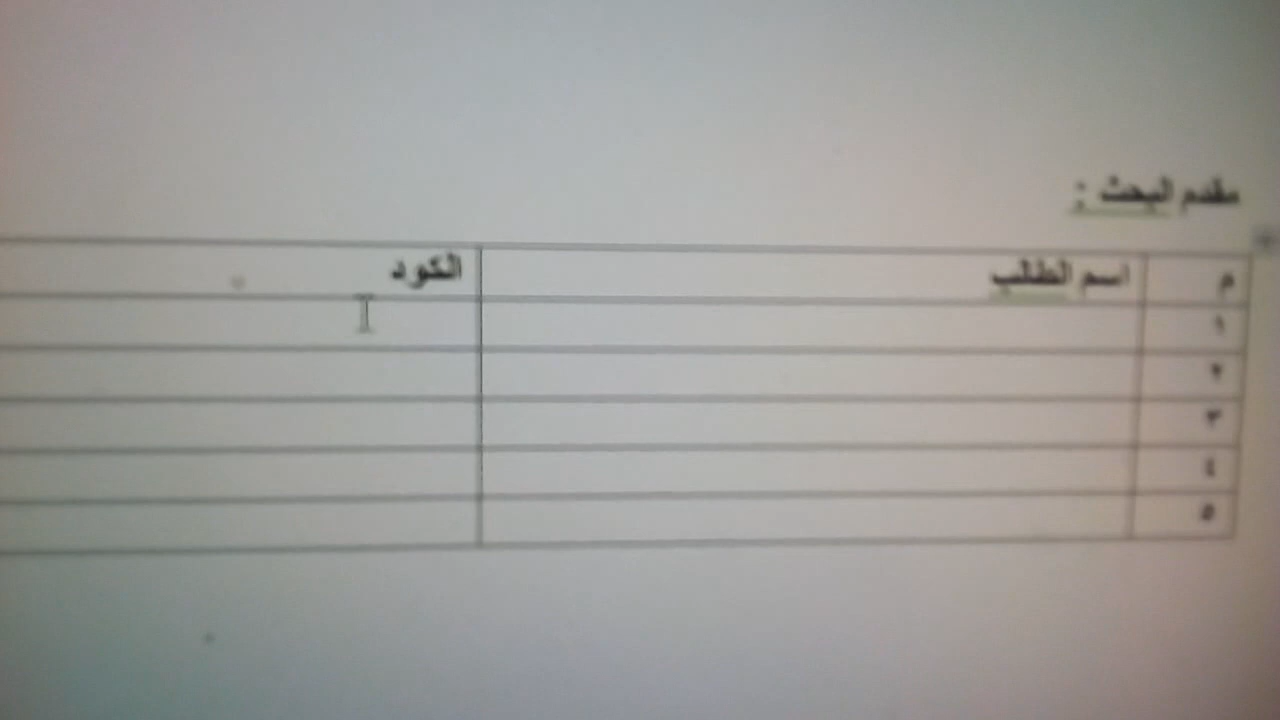 مقدم البحث :
م اسم الطالب الكود
١
٢
٣
٤
٥